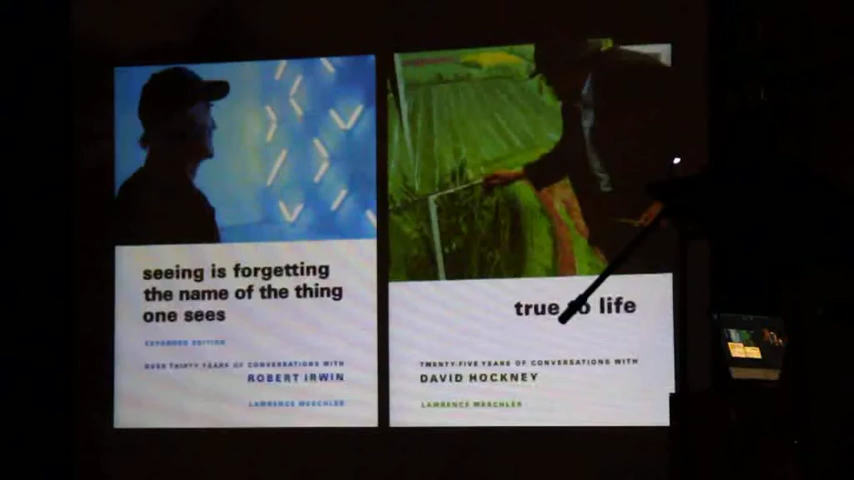 seeing is forgetting
the name of the thing
one sees
EXPANDED EDITION
OVER THIRTY YEARS OF CONVERSATIONS WITH
ROBERT IRWIN
LAWRENCE WESCHLER
true to life
TWENTY-FIVE YEARS OF CONVERSATIONS WITH
DAVID HOCKNEY
LAWRENCE WESCHLER